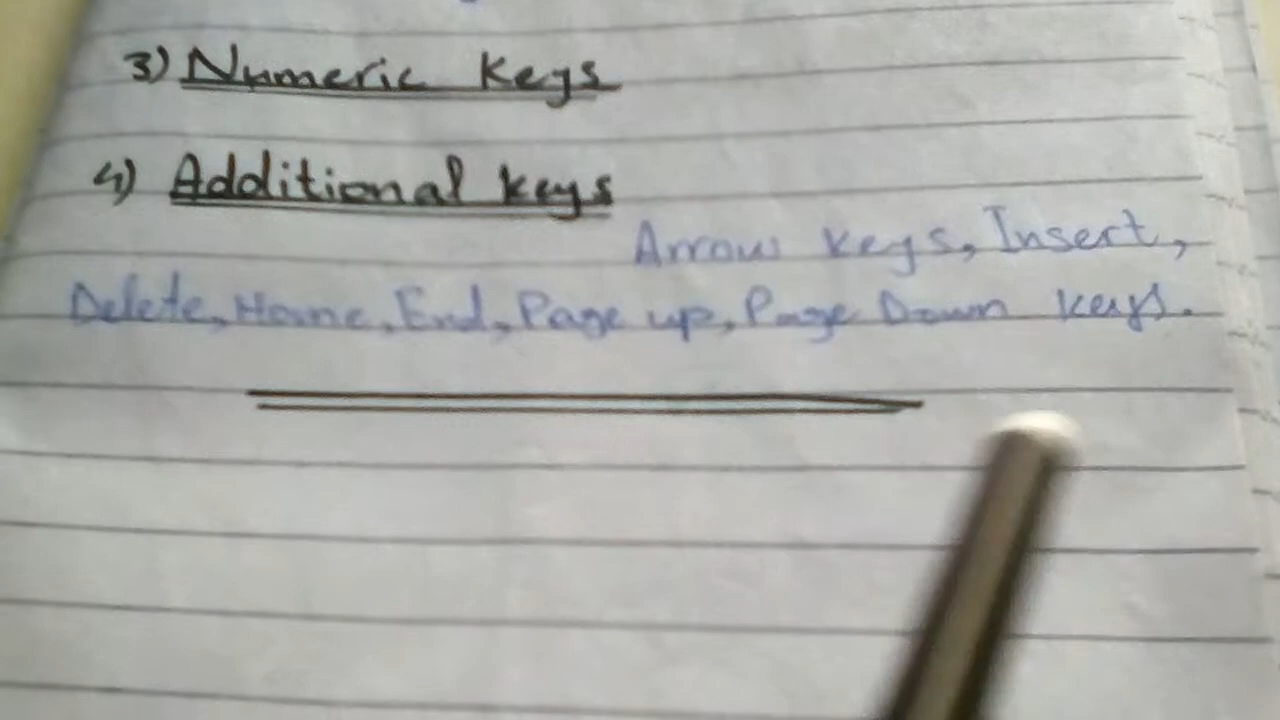 3) Numeric Keys
4) Additional keys
Arrow keys, Insert,
Delete, Home, End, Page up, Page Down keys.